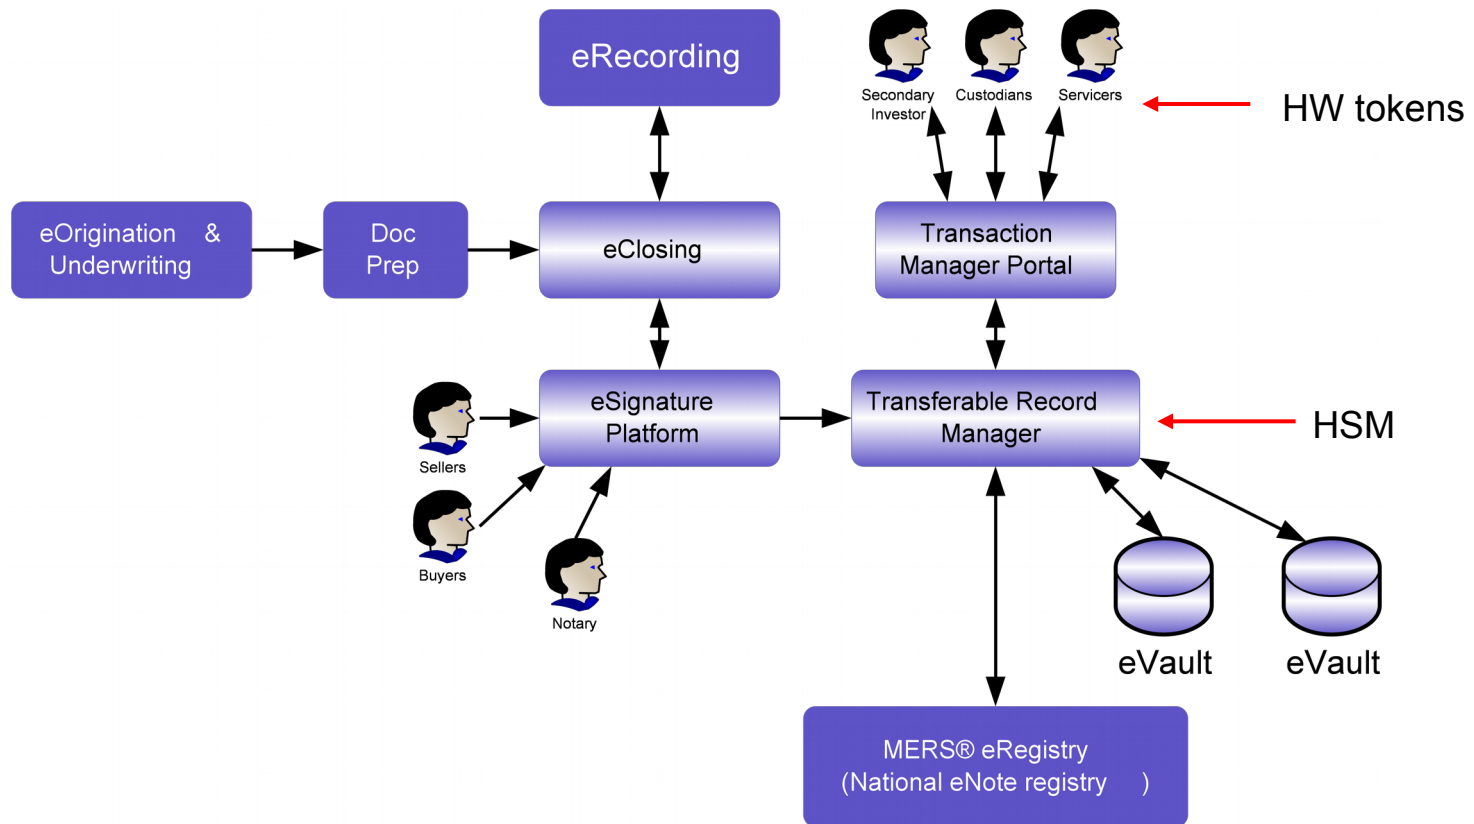 eRecording
Secondary
Investor
Custodians
Servicers
HW tokens
eOrigination &
Underwriting
Doc
Prep
eClosing
Transaction
Manager Portal
Sellers
Buyers
Notary
eSignature
Platform
Transferable Record
Manager
HSM
eVault
eVault
MERS® eRegistry
(National eNote registry )